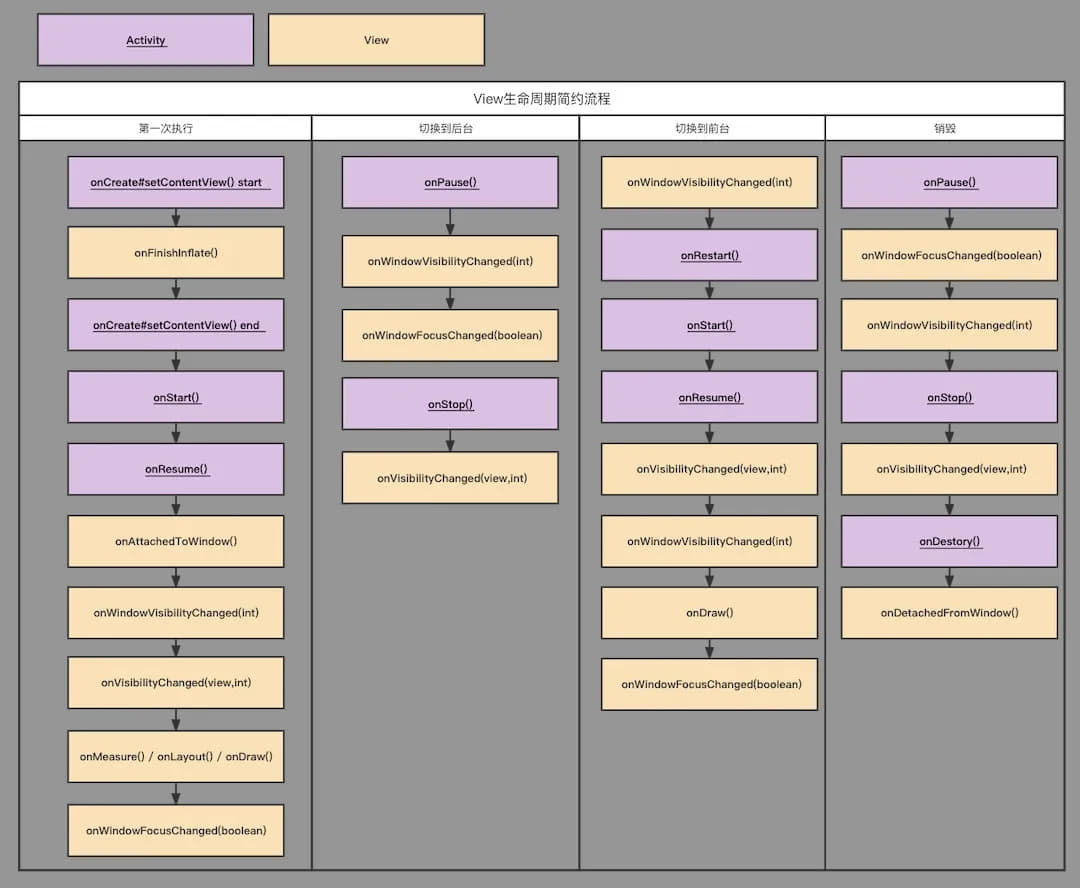 Activity
View
View生命周期简约流程
第一次执行
切换到后台
切换到前台
销毁
onCreate#setContentView() start
onFinishInflate()
onCreate#setContentView() end
onStart()
onResume()
onAttachedToWindow()
onWindowVisibilityChanged(int)
onVisibilityChanged(view,int)
onMeasure() / onLayout() / onDraw()
onWindowFocusChanged(boolean)
onPause()
onWindowVisibilityChanged(int)
onWindowFocusChanged(boolean)
onStop()
onVisibilityChanged(view,int)
onWindowVisibilityChanged(int)
onRestart()
onStart()
onResume()
onVisibilityChanged(view,int)
onWindowVisibilityChanged(int)
onDraw()
onWindowFocusChanged(boolean)
onPause()
onWindowFocusChanged(boolean)
onWindowVisibilityChanged(int)
onStop()
onVisibilityChanged(view,int)
onDestory()
onDetachedFromWindow()